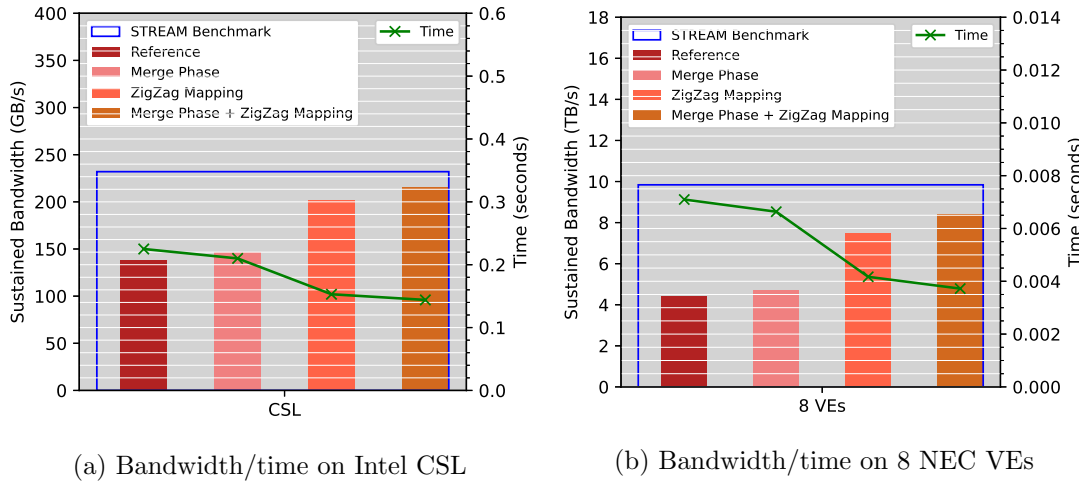 STREAM Benchmark
Reference
Merge Phase
ZigZag Mapping
Merge Phase + ZigZag Mapping
Time
400
350
300
250
200
150
100
50
0
Sustained Bandwidth (GB/s)
0.6
0.5
0.4
0.3
0.2
0.1
0.0
Time (seconds)
CSL
(a) Bandwidth/time on Intel CSL
STREAM Benchmark
Reference
Merge Phase
ZigZag Mapping
Merge Phase + ZigZag Mapping
Time
18
16
14
12
10
8
6
4
2
0
Sustained Bandwidth (TB/s)
0.014
0.012
0.010
0.008
0.006
0.004
0.002
0.000
Time (seconds)
8 VEs
(b) Bandwidth/time on 8 NEC VEs